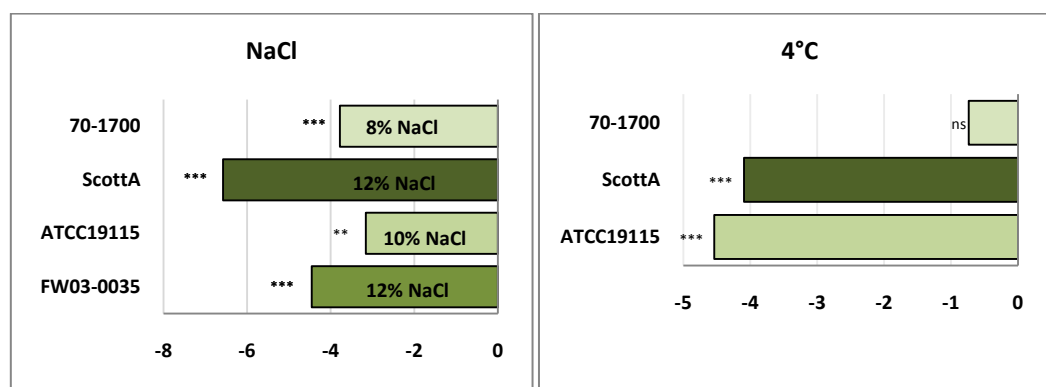 NaCl
70-1700
*** 8% NaCl
ScottA
*** 12% NaCl
ATCC19115
** 10% NaCl
FW03-0035
*** 12% NaCl
-8 -6 -4 -2 0
4°C
70-1700
ns
ScottA
***
ATCC19115
***
-5 -4 -3 -2 -1 0